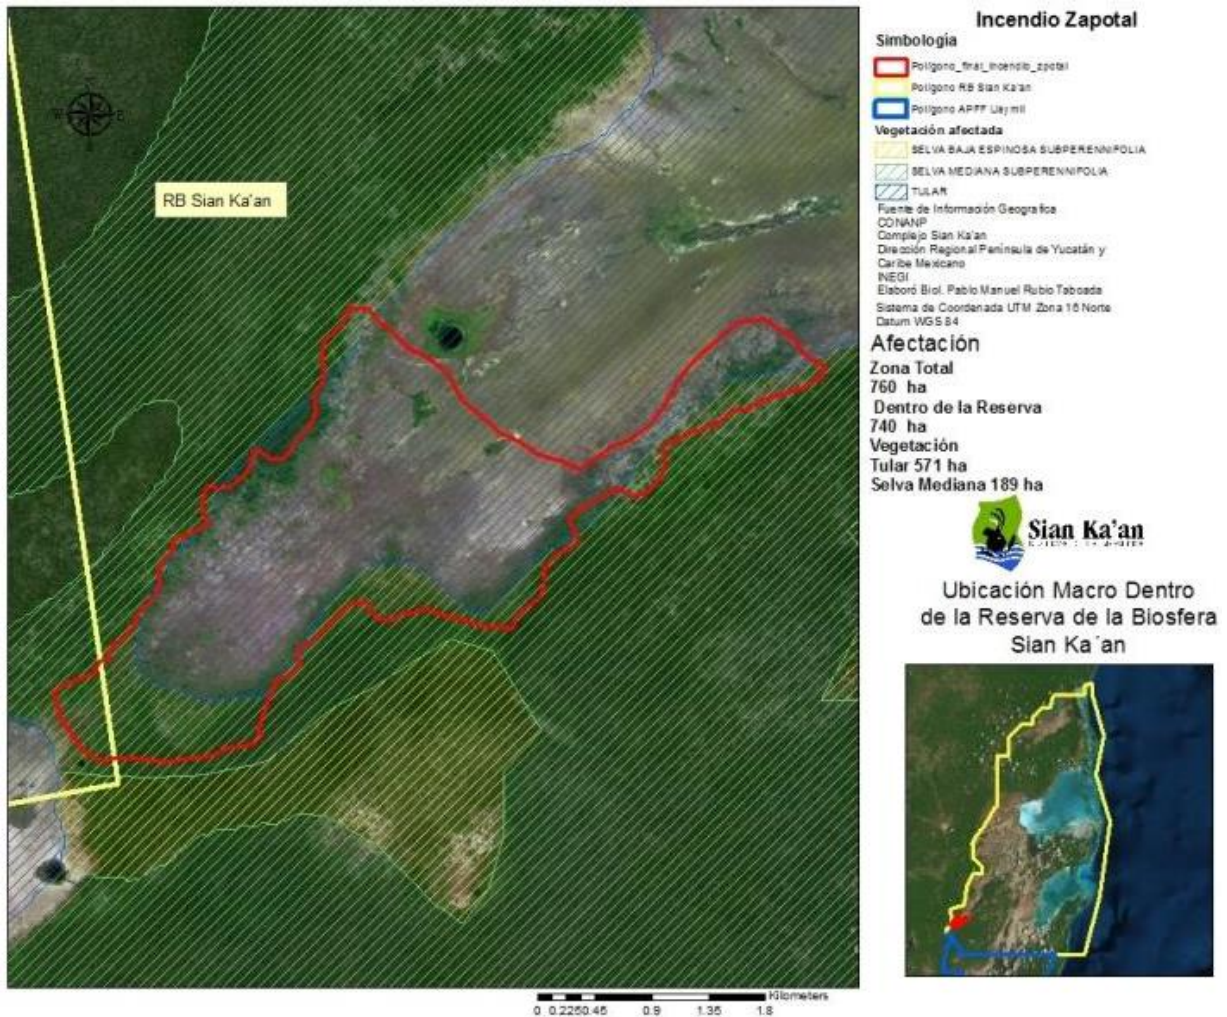 Incendio Zapotal
Simbología
Poligono_final_incendio_zpotal
Poligono RB Sian Ka'an
Poligono APFF Uaymil
Vegetación afectada
SELVA BAJA ESPINOSA SUBPERENNIFOLIA
SELVA MEDIANA SUBPERENNIFOLIA
TULAR
Fuente de Información Geografica
CONANP
Complejo Sian Ka'an
Dirección Regional Península de Yucatán y
Caribe Mexicano
INEGI
Elaboró Biol. Pablo Manuel Rubio Taboada
Sistema de Coordenada UTM Zona 16 Norte
Datum WGS 84
Afectación
Zona Total
760 ha
Dentro de la Reserva
740 ha
Vegetación
Tular 571 ha
Selva Mediana 189 ha
Sian Ka'an
Ubicación Macro Dentro
de la Reserva de la Biosfera
Sian Ka´an
RB Sian Ka'an
Kilometers
0 0.2250.45 0.9 1.35 1.8